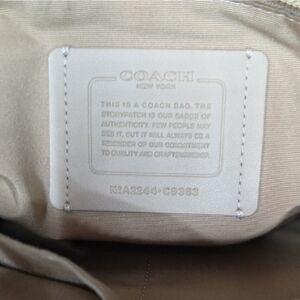 COACH
NEW YORK
THIS IS A COACH BAG. THE
STORYPATCH IS OUR BADGE OF
AUTHENTICITY. FEW PEOPLE MAY
SEE IT, BUT IT WILL ALWAYS BE A
REMINDER OF OUR COMMITMENT
TO QUALITY AND CRAFTSMANSHIP.